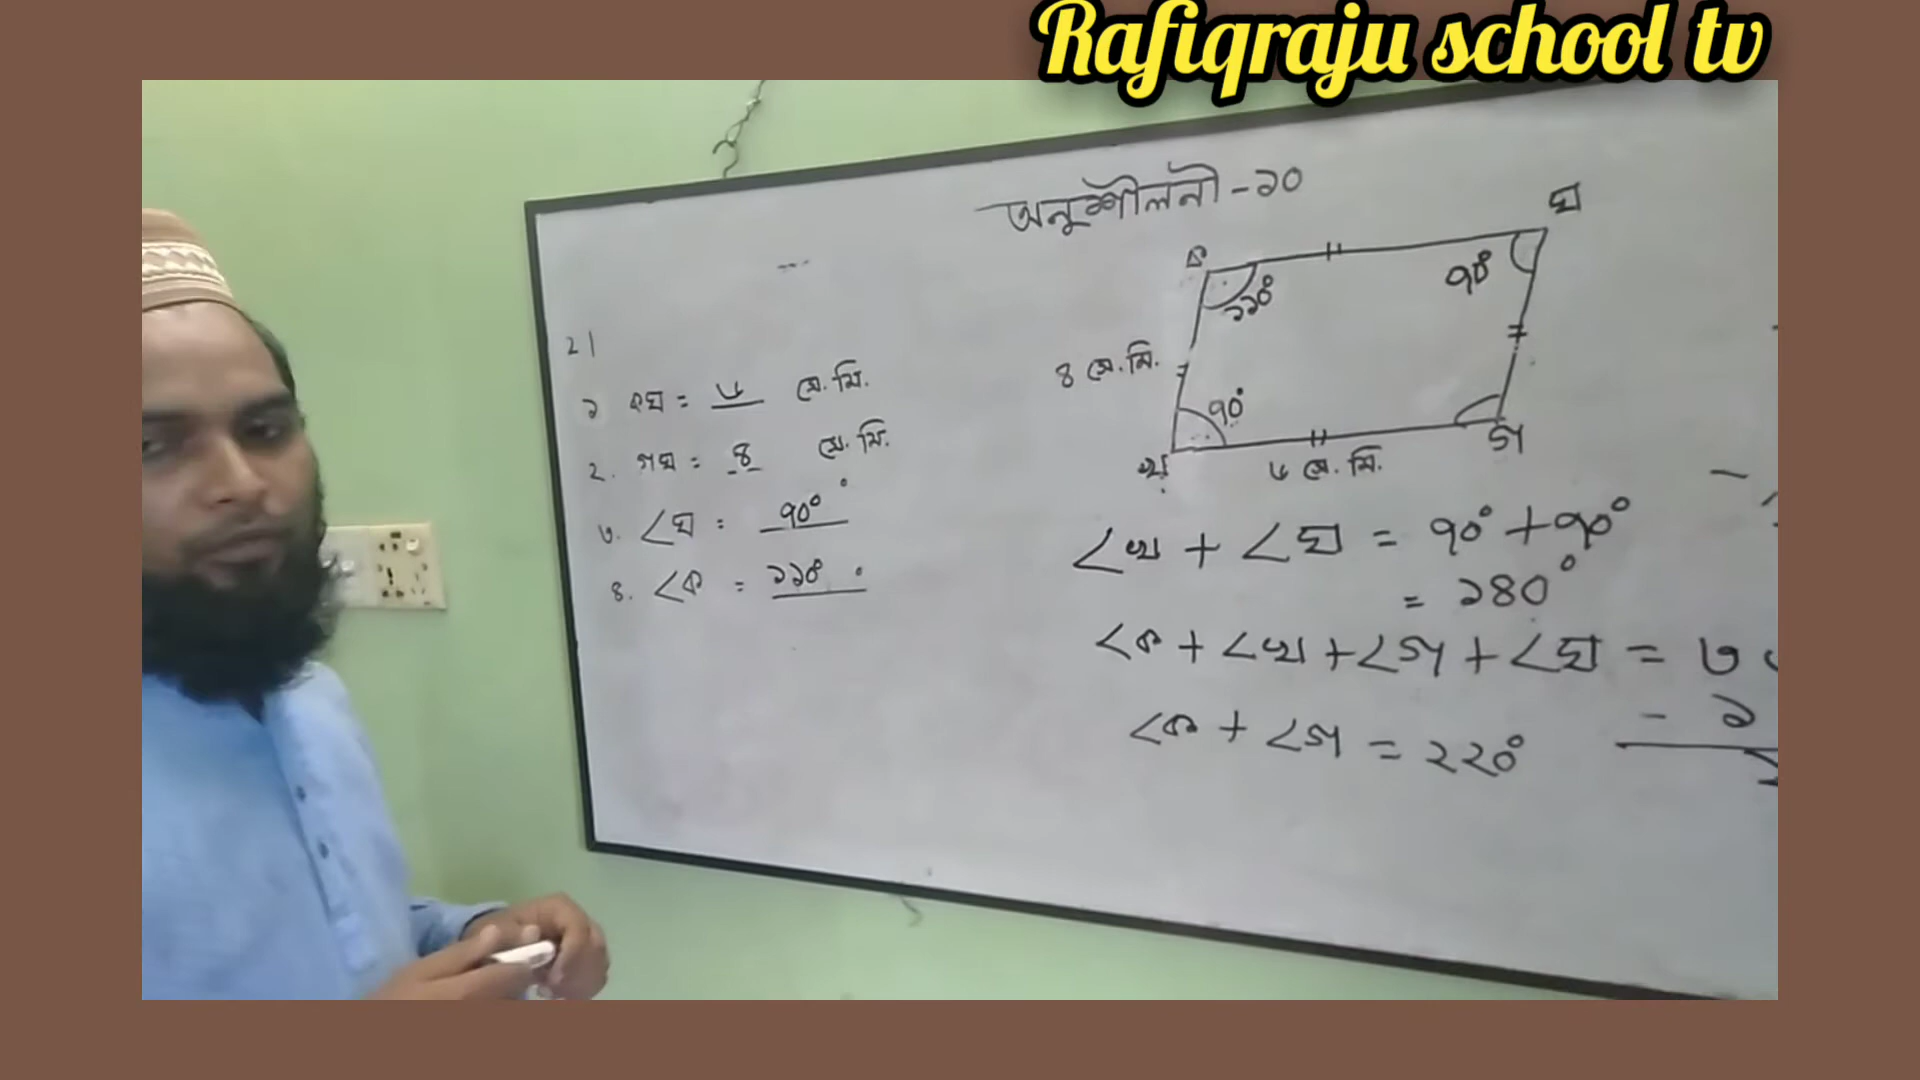 Rafiqraju school tv
অনুশীলনী - ১০
ঘ
ক
১১০°
৭০°
৪ সে.মি.
৭০°
খ
৬ সে.মি.
গ
২।
১ কঘ = ৬ সে.মি.
২. গঘ = ৪ সে.মি.
৩. ∠ঘ = ৭০°
৪. ∠ক = ১১০°
∠খ + ∠ঘ = ৭০° + ৭০°
= ১৪০°
∠ক + ∠খ + ∠গ + ∠ঘ = ৩
- ১
∠ক + ∠গ = ২২০°